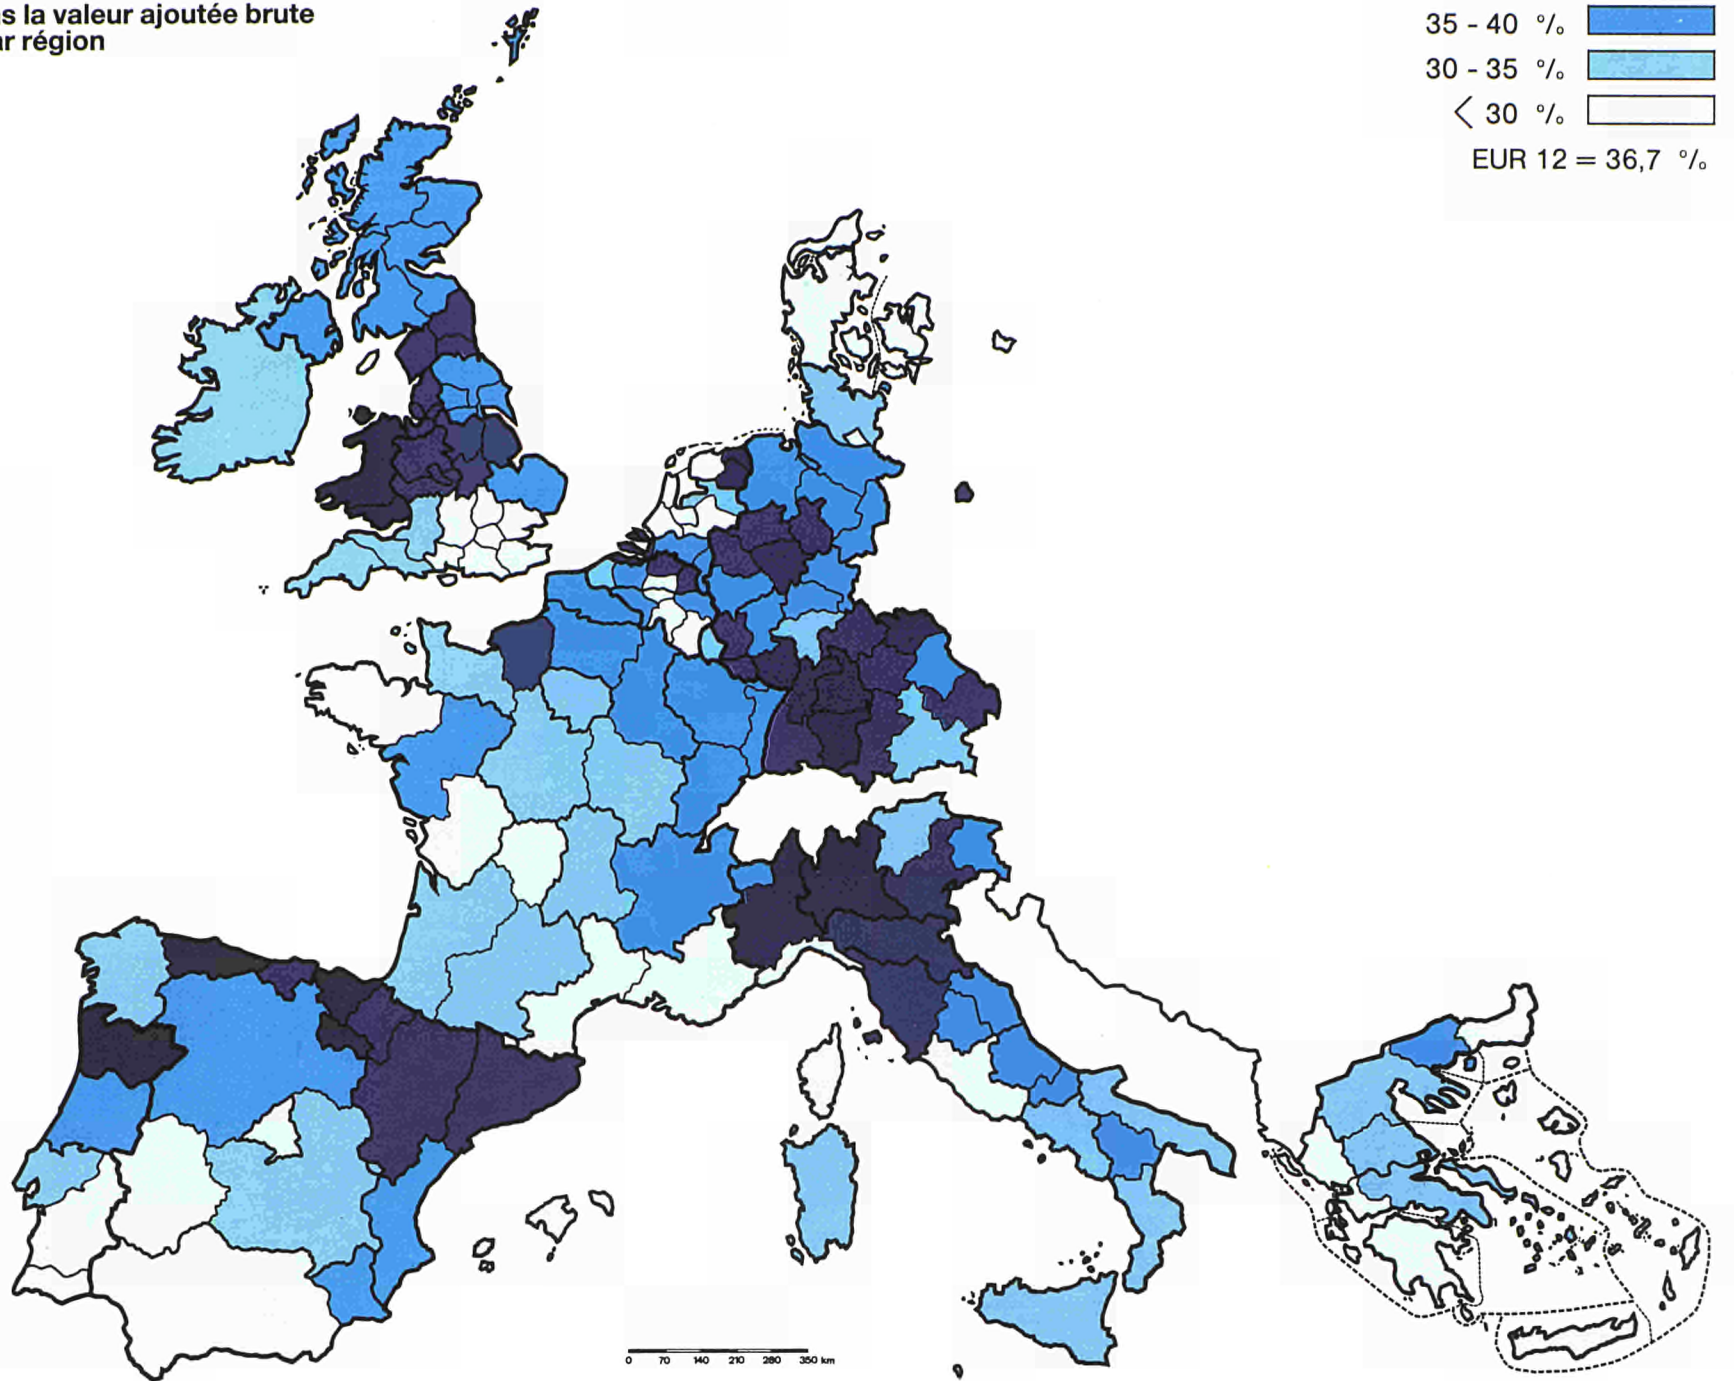 la valeur ajoutée brute
région
35 - 40 %
30 - 35 %
< 30 %
EUR 12 = 36,7 %
0 70 140 210 280 350 km